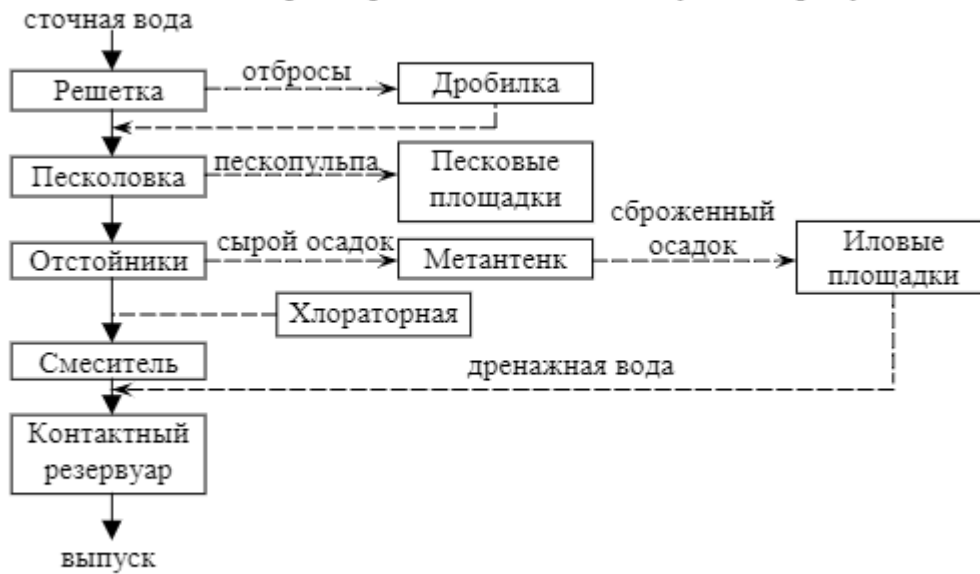 сточная вода
Решетка
отбросы
Дробилка
Песколовка
пескопульпа
Песковые
площадки
Отстойники
сырой осадок
Метантенк
сброженный
осадок
Иловые
площадки
Хлораторная
Смеситель
дренажная вода
Контактный
резервуар
выпуск